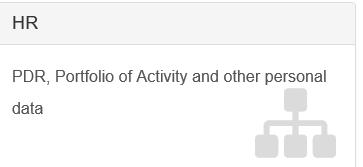 HR
PDR, Portfolio of Activity and other personal
data